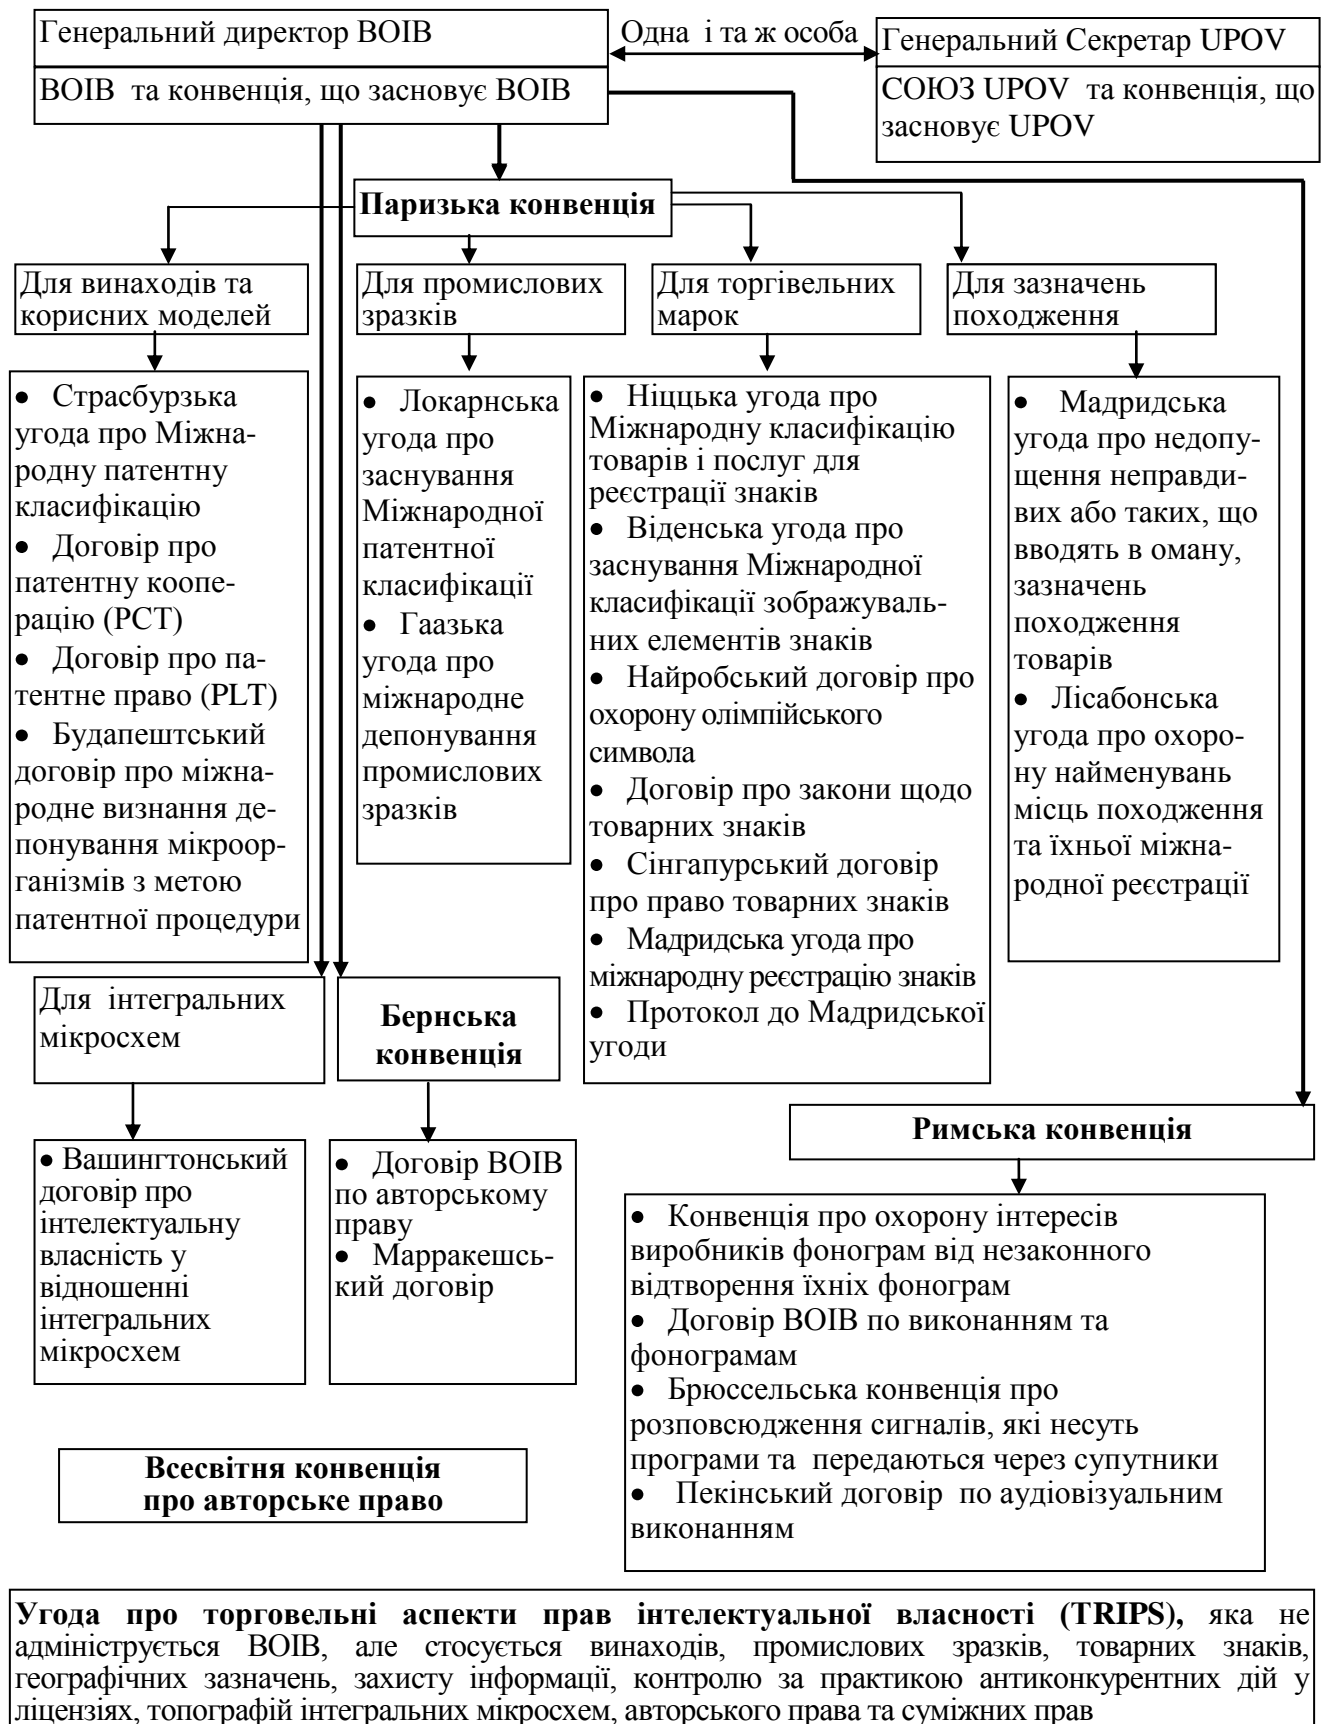 Генеральний директор ВОІВ
Одна і та ж особа
Генеральний Секретар UPOV
ВОІВ та конвенція, що засновує ВОІВ
СОЮЗ UPOV та конвенція, що
засновує UPOV
Паризька конвенція
Для винаходів та
корисних моделей
Для промислових
зразків
Для торгівельних
марок
Для зазначень
походження
• Страсбурзька
угода про Міжна-
родну патентну
класифікацію
• Договір про
патентну коопе-
рацію (PCT)
• Договір про па-
тентне право (PLT)
• Будапештський
договір про міжна-
родне визнання де-
понування мікроор-
ганізмів з метою
патентної процедури
• Локарнська
угода про
заснування
Міжнародної
патентної
класифікації
• Гаазька
угода про
міжнародне
депонування
промислових
зразків
• Ніццька угода про
Міжнародну класифікацію
товарів і послуг для
реєстрації знаків
• Віденська угода про
заснування Міжнародної
класифікації зображуваль-
них елементів знаків
• Найробський договір про
охорону олімпійського
символа
• Договір про закони щодо
товарних знаків
• Сінгапурський договір
про право товарних знаків
• Мадридська угода про
міжнародну реєстрацію знаків
• Протокол до Мадридської
угоди
• Мадридська
угода про недопу-
щення неправди-
вих або таких, що
вводять в оману,
зазначень
походження
товарів
• Лісабонська
угода про охоро-
ну найменувань
місць походження
та їхньої міжна-
родної реєстрації
Для інтегральних
мікросхем
Бернська
конвенція
Римська конвенція
• Вашингтонський
договір про
інтелектуальну
власність у
відношенні
інтегральних
мікросхем
• Договір ВОІВ
по авторському
праву
• Марракешсь-
кий договір
• Конвенція про охорону інтересів
виробників фонограм від незаконного
відтворення їхніх фонограм
• Договір ВОІВ по виконанням та
фонограмам
• Брюссельська конвенція про
розповсюдження сигналів, які несуть
програми та передаються через супутники
• Пекінський договір по аудіовізуальним
виконанням
Всесвітня конвенція
про авторське право
Угода про торговельні аспекти прав інтелектуальної власності (TRIPS), яка не
адмініструється ВОІВ, але стосується винаходів, промислових зразків, товарних знаків,
географічних зазначень, захисту інформації, контролю за практикою антиконкурентних дій у
ліцензіях, топографій інтегральних мікросхем, авторського права та суміжних прав